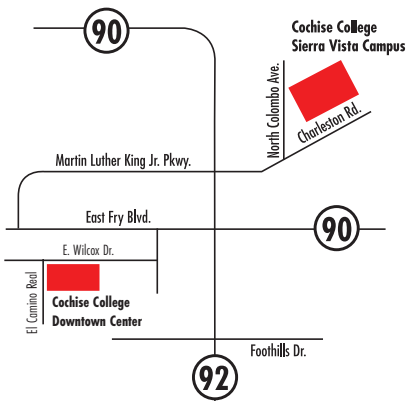 90
Cochise College
Sierra Vista Campus
North Colombo Ave.
Charleston Rd.
Martin Luther King Jr. Pkwy.
East Fry Blvd.
90
E. Wilcox Dr.
El Camino Real
Cochise College
Downtown Center
Foothills Dr.
92